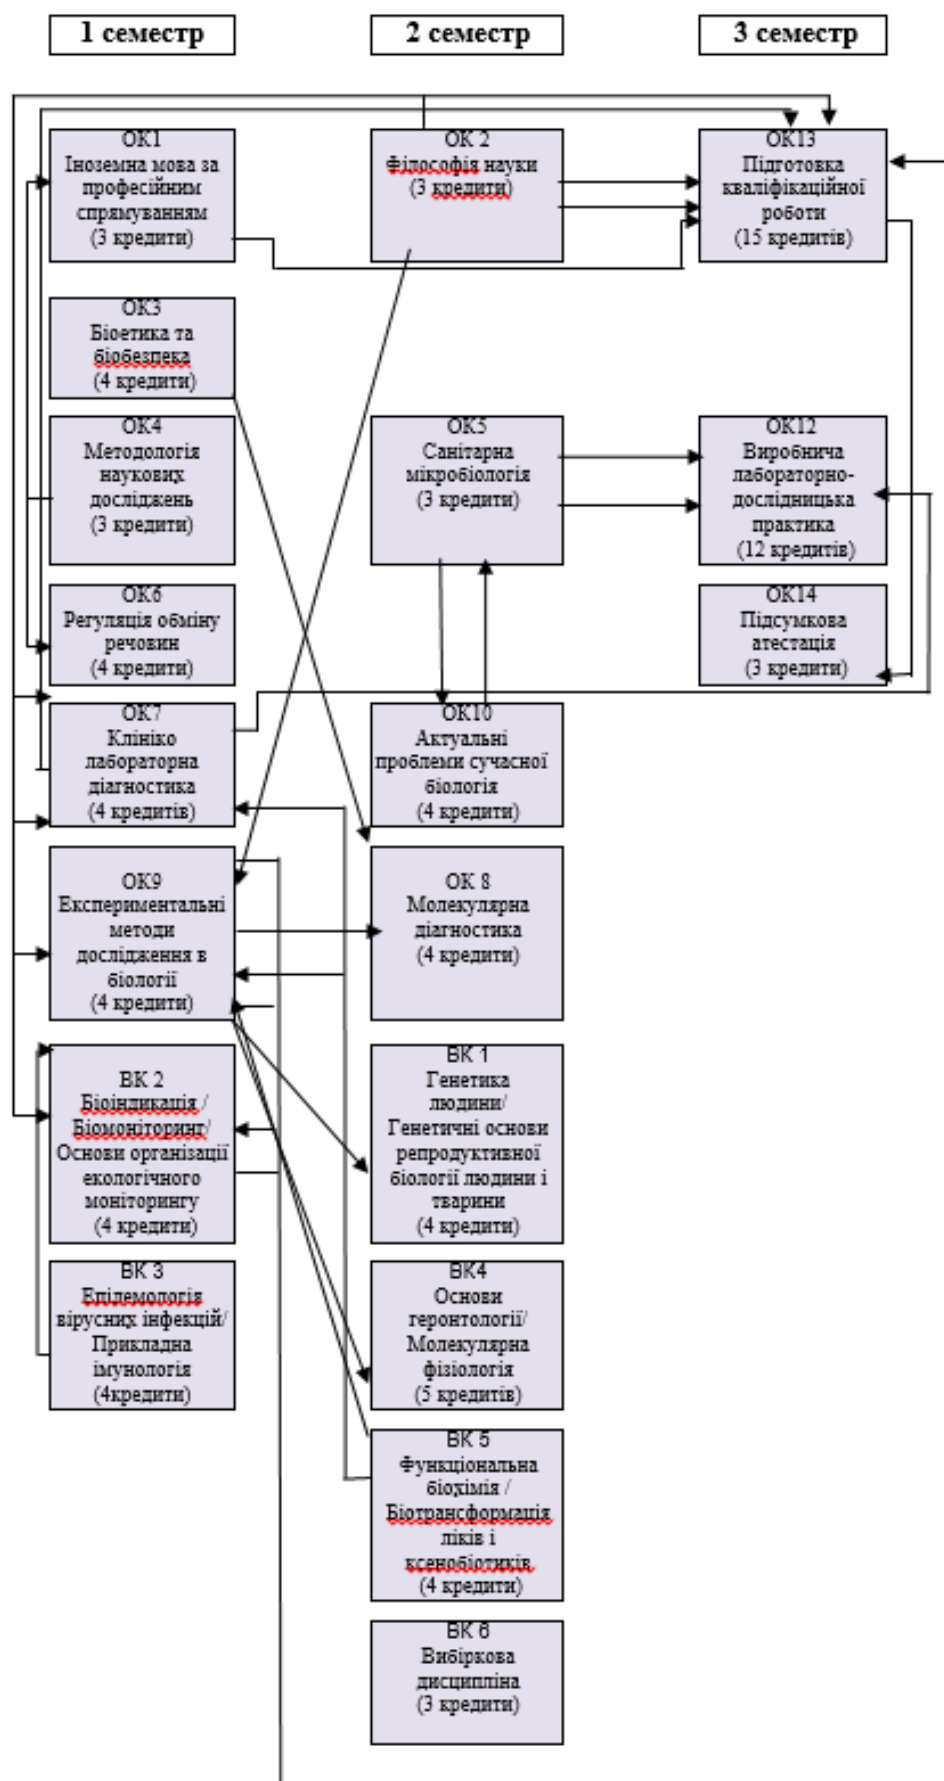 1 семестр
2 семестр
3 семестр
ОК1
Іноземна мова за
професійним
спрямуванням
(3 кредити)
ОК3
Біоетика та
біобезпека
(4 кредити)
ОК4
Методологія
наукових
досліджень
(3 кредити)
ОК6
Регуляція обміну
речовин
(4 кредити)
ОК7
Клініко
лабораторна
діагностика
(4 кредитів)
ОК9
Експериментальні
методи
дослідження в
біології
(4 кредити)
ВК 2
Біоіндикація /
Біомоніторинг/
Основи організації
екологічного
моніторингу
(4 кредити)
ВК 3
Епідемологія
вірусних інфекцій/
Прикладна
імунологія
(4кредити)
ОК 2
Філософія науки
(3 кредити)
ОК5
Санітарна
мікробіологія
(3 кредити)
ОК10
Актуальні
проблеми сучасної
біологія
(4 кредити)
ОК 8
Молекулярна
діагностика
(4 кредити)
ВК 1
Генетика
людини/
Генетичні основи
репродуктивної
біології людини і
тварини
(4 кредити)
ВК4
Основи
геронтології/
Молекулярна
фізіологія
(5 кредитів)
ВК 5
Функціональна
біохімія /
Біотрансформація
ліків і
ксенобіотиків
(4 кредити)
ВК 6
Вибіркова
дисципліна
(3 кредити)
ОК13
Підготовка
кваліфікаційної
роботи
(15 кредитів)
ОК12
Виробнича
лабораторно-
дослідницька
практика
(12 кредитів)
ОК14
Підсумкова
атестація
(3 кредити)